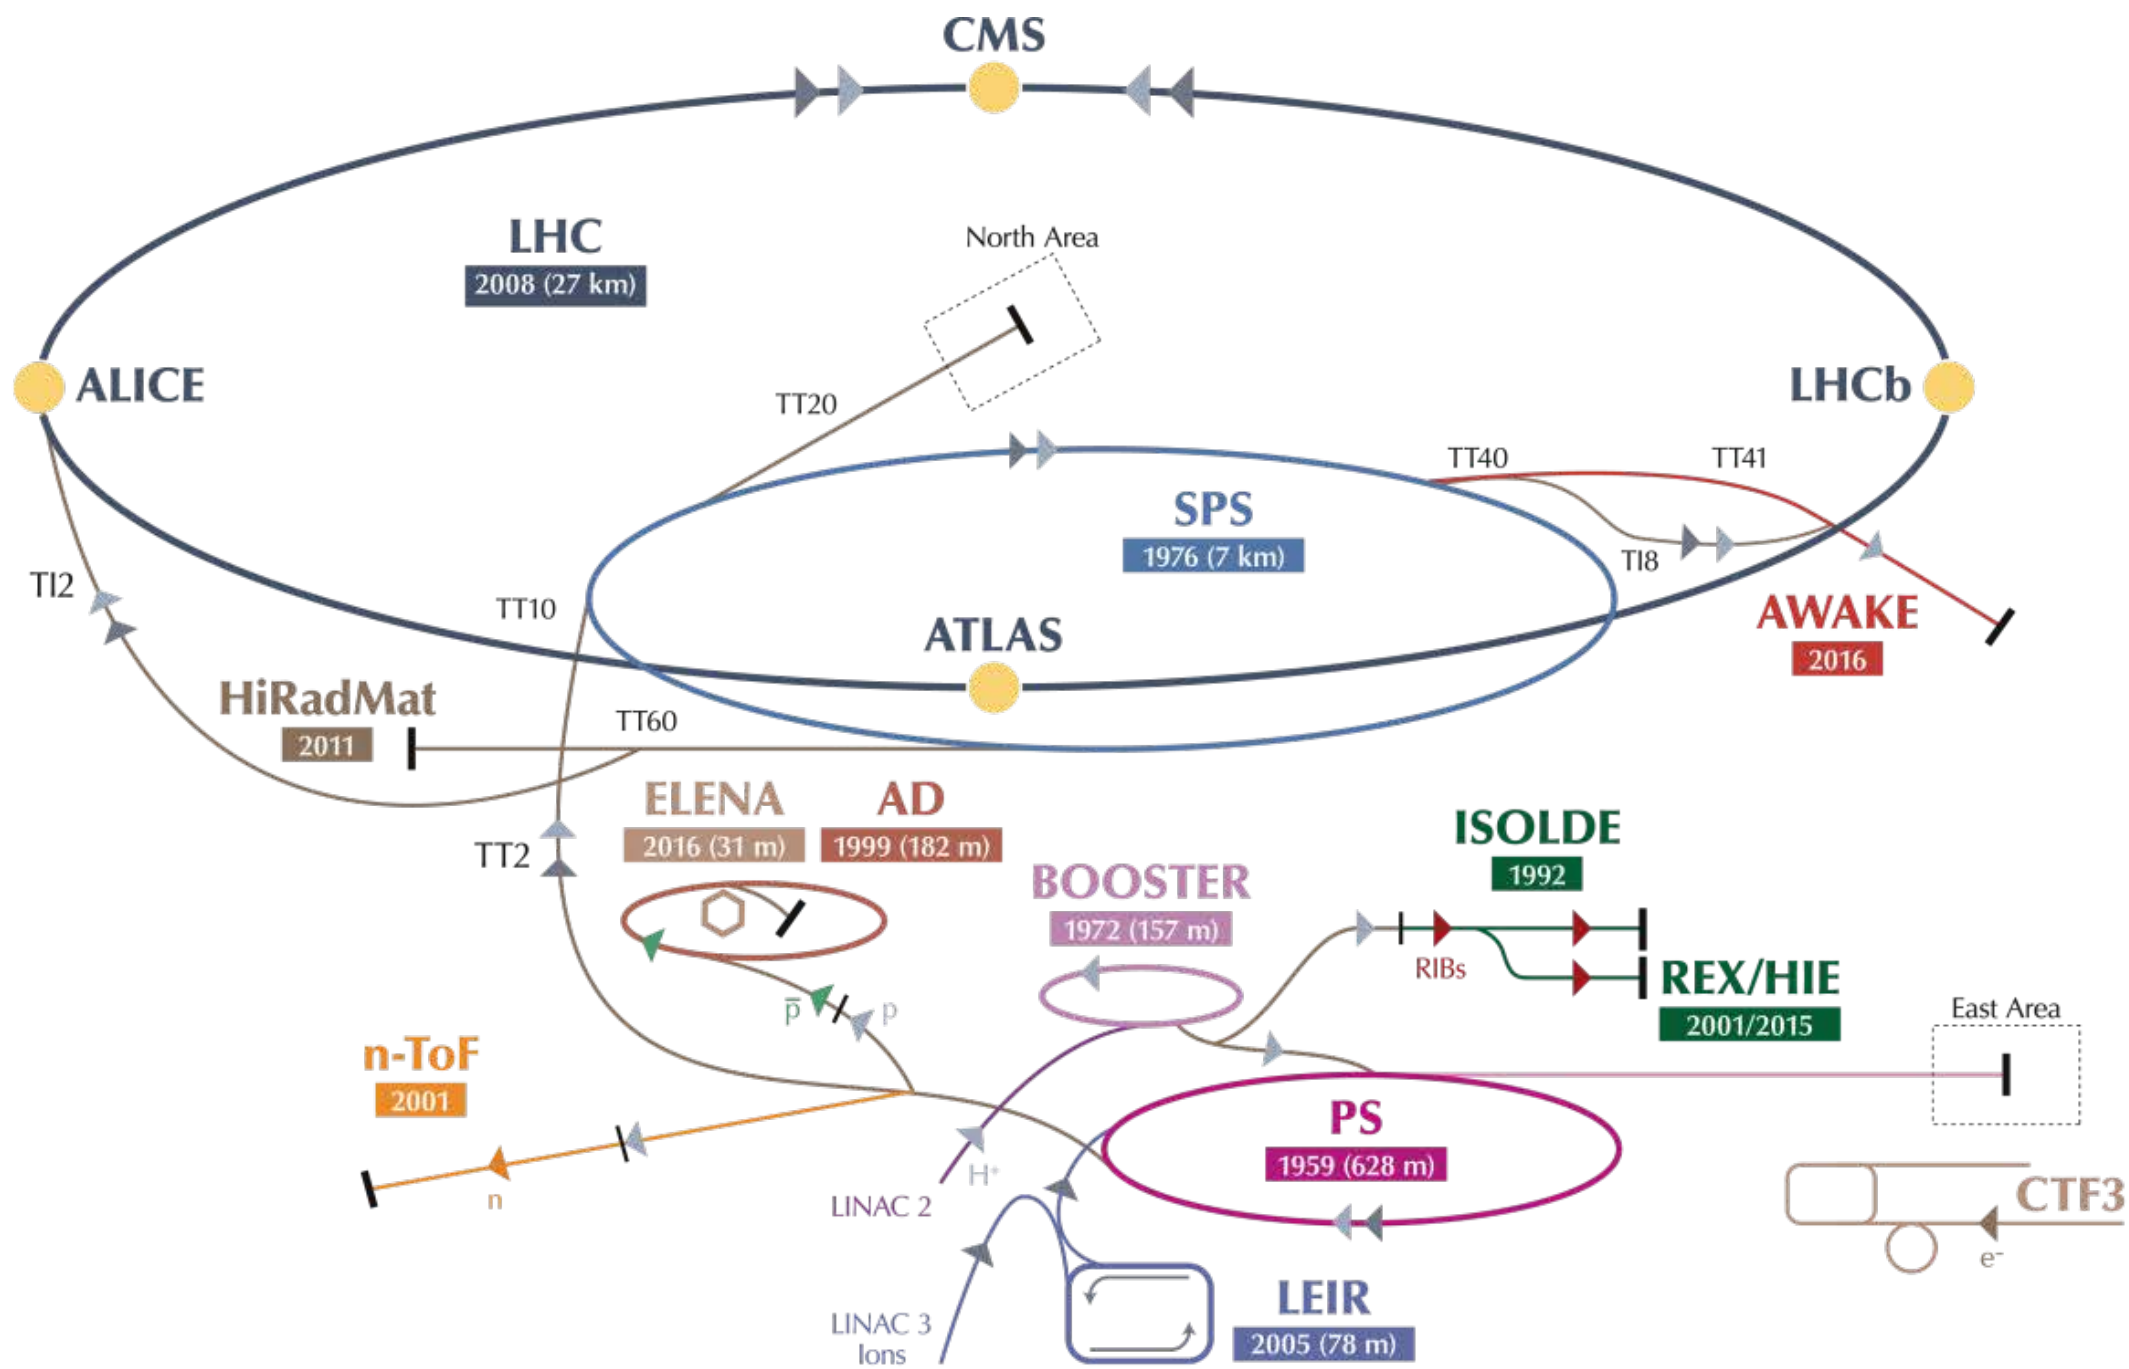 CMS
LHC
2008 (27 km)
North Area
ALICE
LHCb
TT20
TT40
TT41
SPS
1976 (7 km)
TI8
TI2
TT10
ATLAS
AWAKE
2016
HiRadMat
2011
TT60
ELENA
2016 (31 m)
AD
1999 (182 m)
TT2
ISOLDE
1992
BOOSTER
1972 (157 m)
RIBs
REX/HIE
2001/2015
East Area
p̅
p
n-ToF
2001
n
PS
1959 (628 m)
H⁺
LINAC 2
CTF3
e⁻
LEIR
2005 (78 m)
LINAC 3
Ions